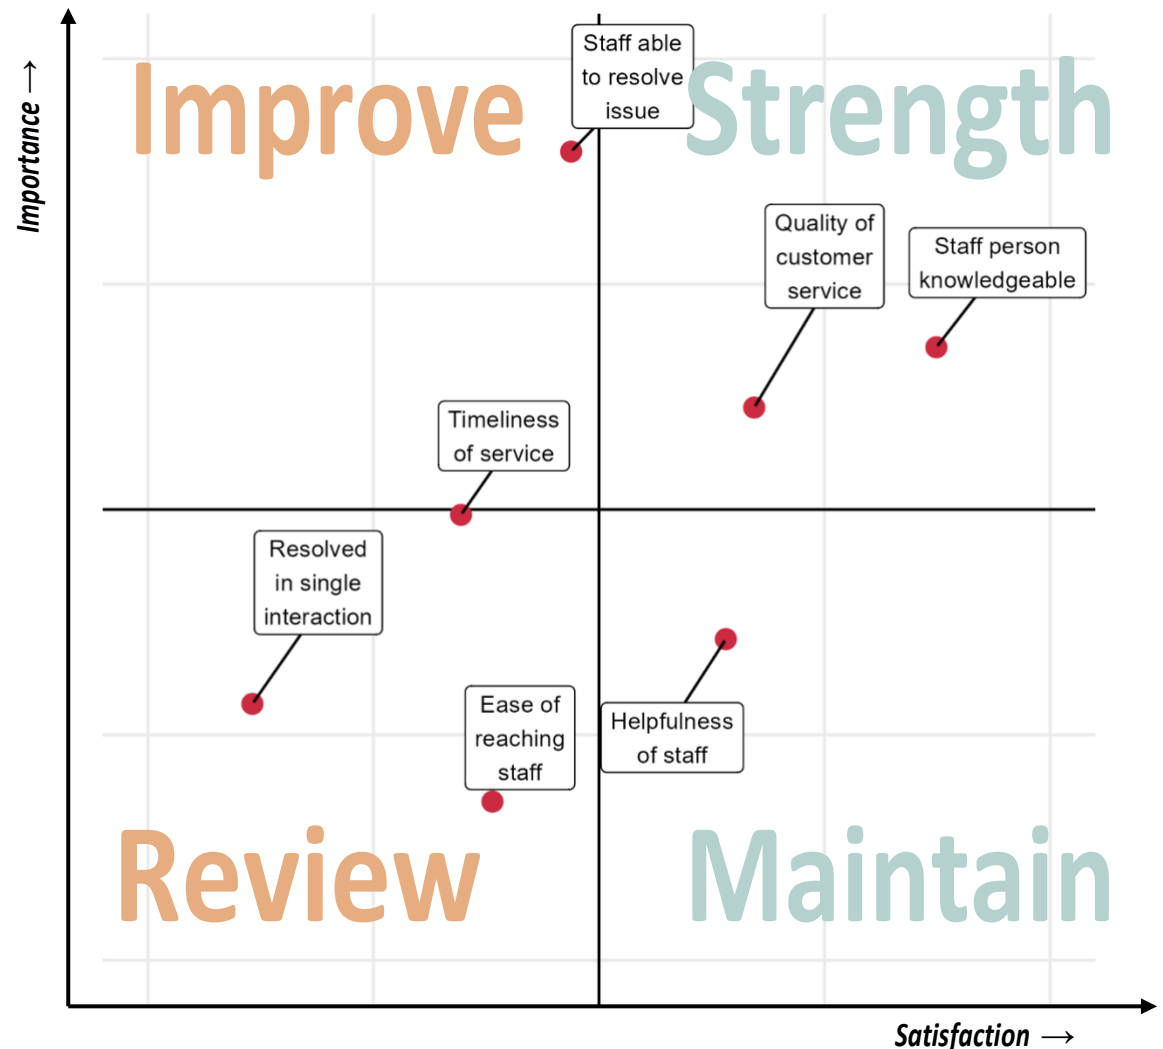 Importance →
Improve
Staff able
to resolve
issue
Strength
Quality of
customer
service
Staff person
knowledgeable
Timeliness
of service
Resolved
in single
interaction
Ease of
reaching
staff
Helpfulness
of staff
Review
Maintain
Satisfaction →